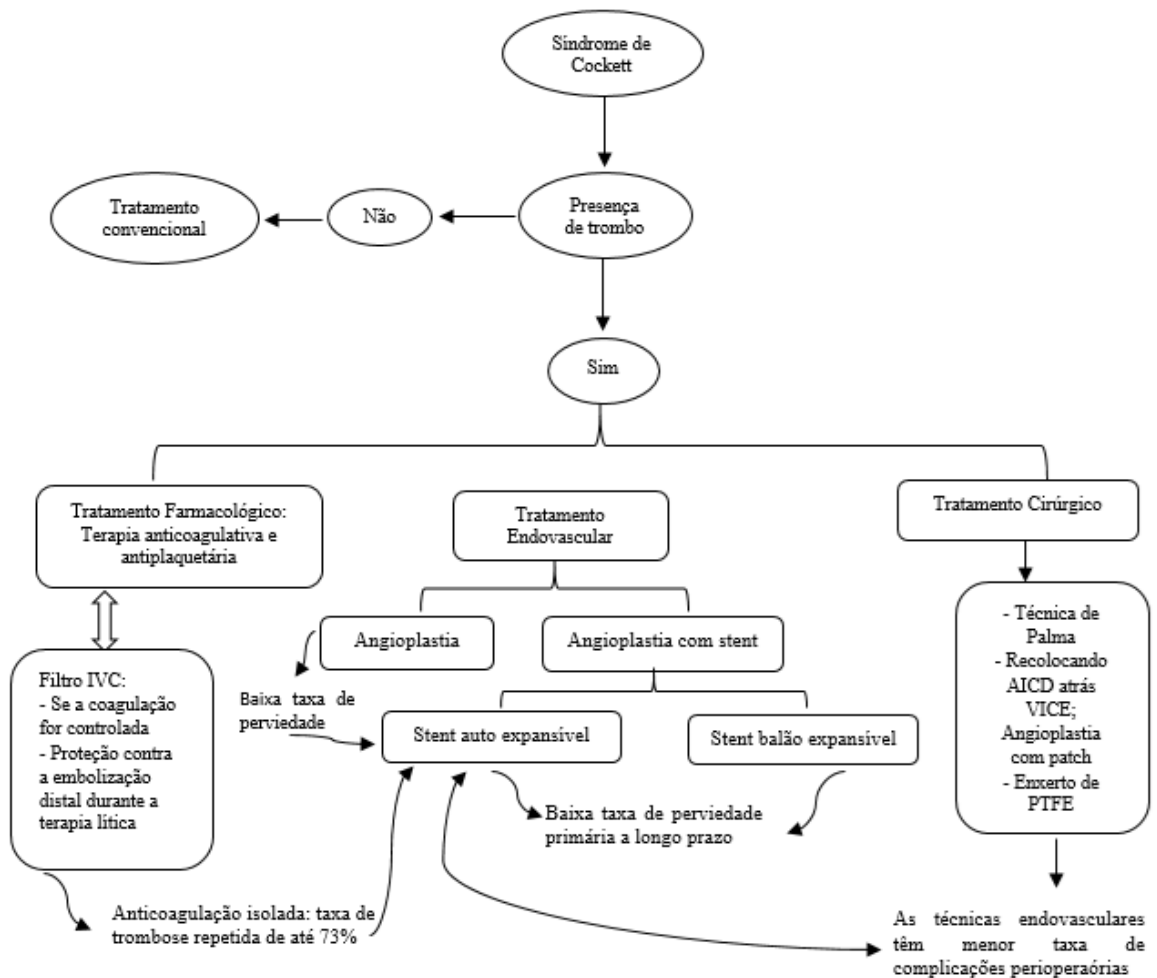 Síndrome de
Cockett
Presença
de trombo
Não
Tratamento
convencional
Sim
Tratamento Farmacológico:
Terapia anticoagulativa e
antiplaquetária
Filtro IVC:
- Se a coagulação
for controlada
- Proteção contra
a embolização
distal durante a
terapia lítica
Anticoagulação isolada: taxa de
trombose repetida de até 73%
Tratamento
Endovascular
Angioplastia
Angioplastia com stent
Baixa taxa de
perviedade
Stent auto expansível
Stent balão expansível
Baixa taxa de perviedade
primária a longo prazo
Tratamento Cirúrgico
- Técnica de
Palma
- Recolocando
AICD atrás
VICE;
Angioplastia
com patch
- Enxerto de
PTFE
As técnicas endovasculares
têm menor taxa de
complicações perioperaórias